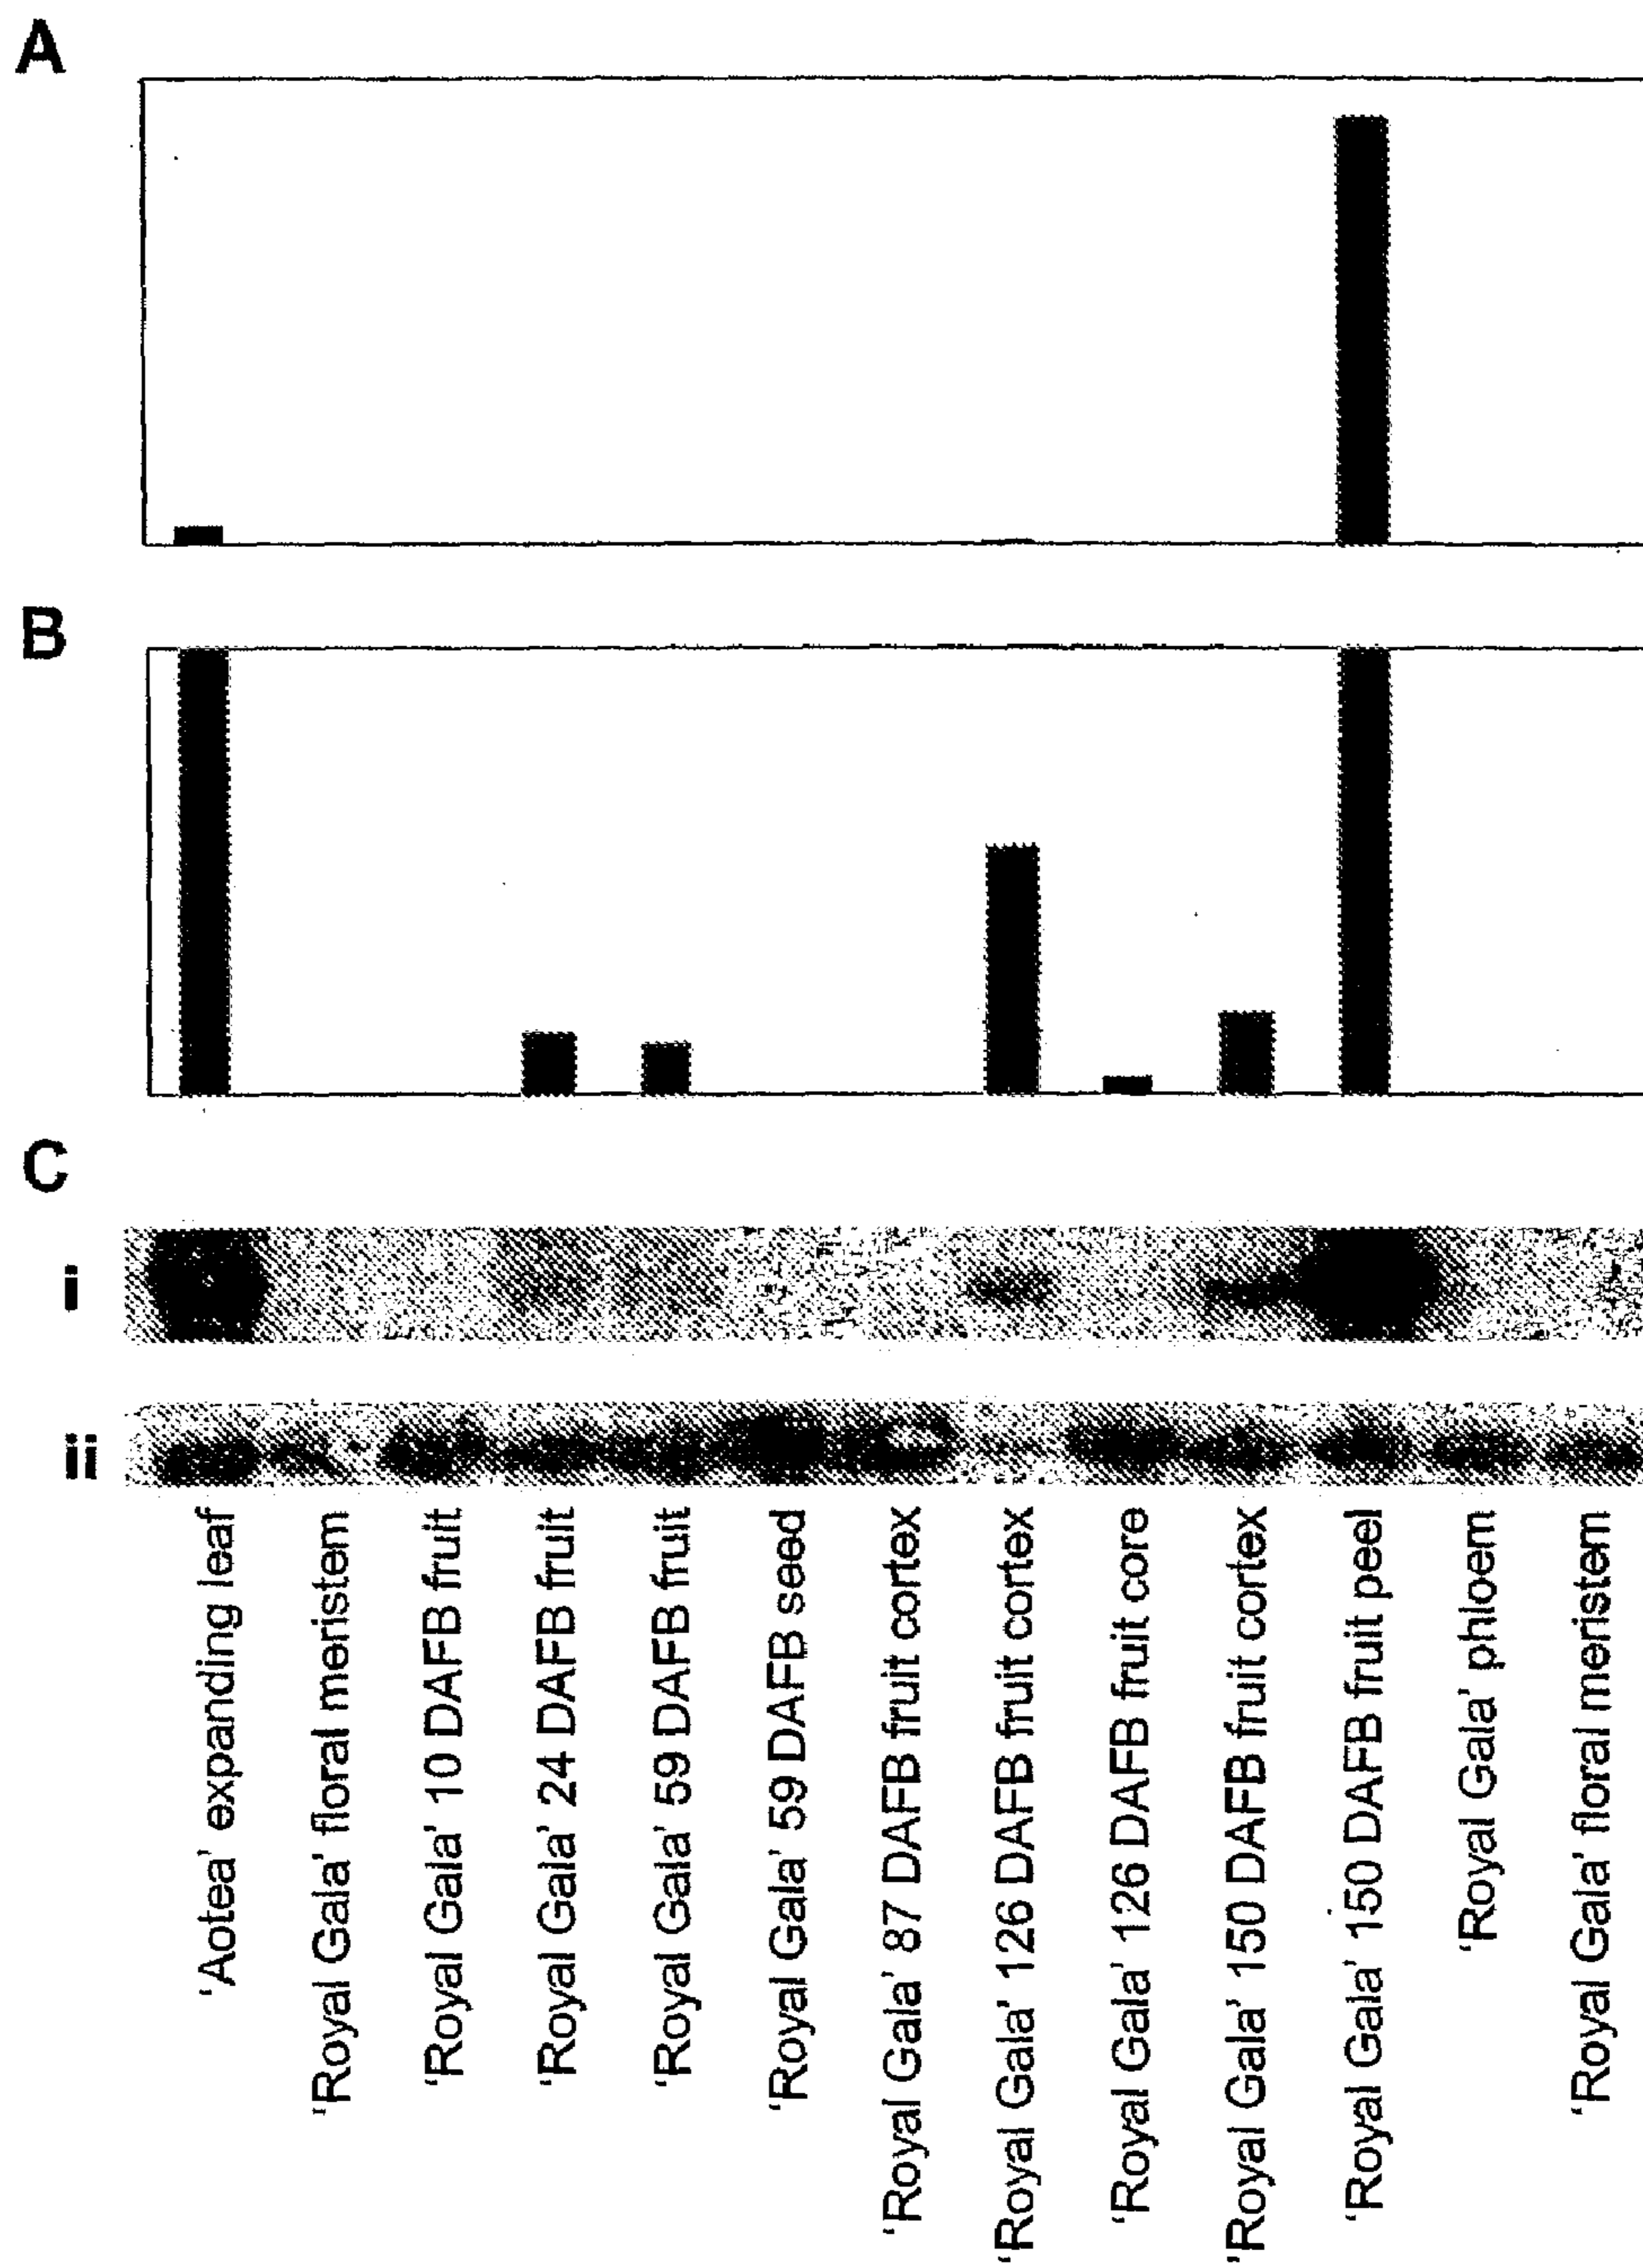 A
B
C
i
ii
'Aotea' expanding leaf
'Royal Gala' floral meristem
'Royal Gala' 10 DAFB fruit
'Royal Gala' 24 DAFB fruit
'Royal Gala' 59 DAFB fruit
'Royal Gala' 59 DAFB seed
'Royal Gala' 87 DAFB fruit cortex
'Royal Gala' 126 DAFB fruit cortex
'Royal Gala' 126 DAFB fruit core
'Royal Gala' 150 DAFB fruit cortex
'Royal Gala' 150 DAFB fruit peel
'Royal Gala' phloem
'Royal Gala' floral meristem